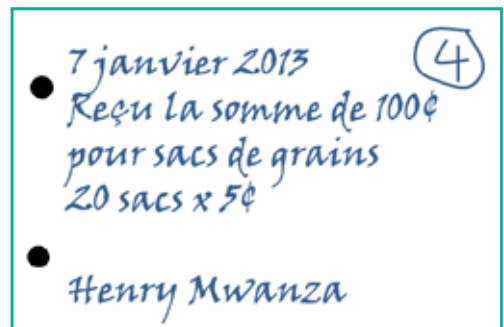 7 janvier 2013 4
Reçu la somme de 100¢
pour sacs de grains
20 sacs x 5¢
Henry Mwanza